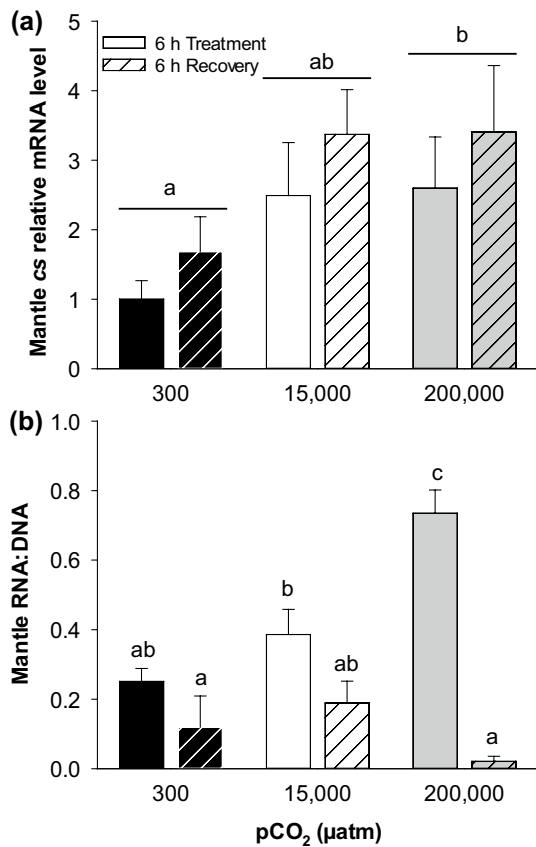 (a)
6 h Treatment
6 h Recovery
Mantle cs relative mRNA level
5
4
3
2
1
0
a
ab
b
300
15,000
200,000
(b)
Mantle RNA:DNA
1.0
0.8
0.6
0.4
0.2
0.0
ab
a
b
ab
c
a
300
15,000
200,000
pCO₂ (µatm)